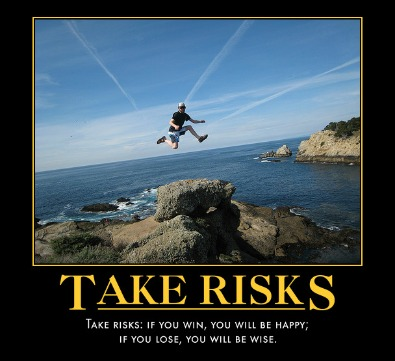 TAKE RISKS
TAKE RISKS: IF YOU WIN, YOU WILL BE HAPPY;
IF YOU LOSE, YOU WILL BE WISE.